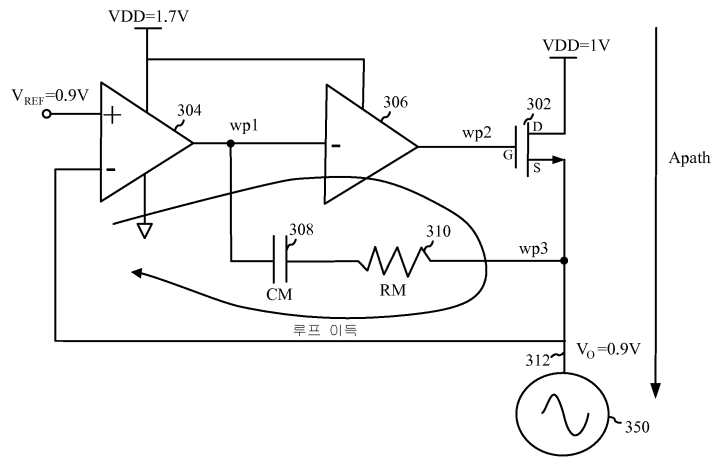 VDD=1.7V
VDD=1V
VREF=0.9V
304
306
302
+
-
wp1
-
wp2
G
D
S
Apath
308
310
wp3
CM
RM
루프 이득
312
VO=0.9V
350